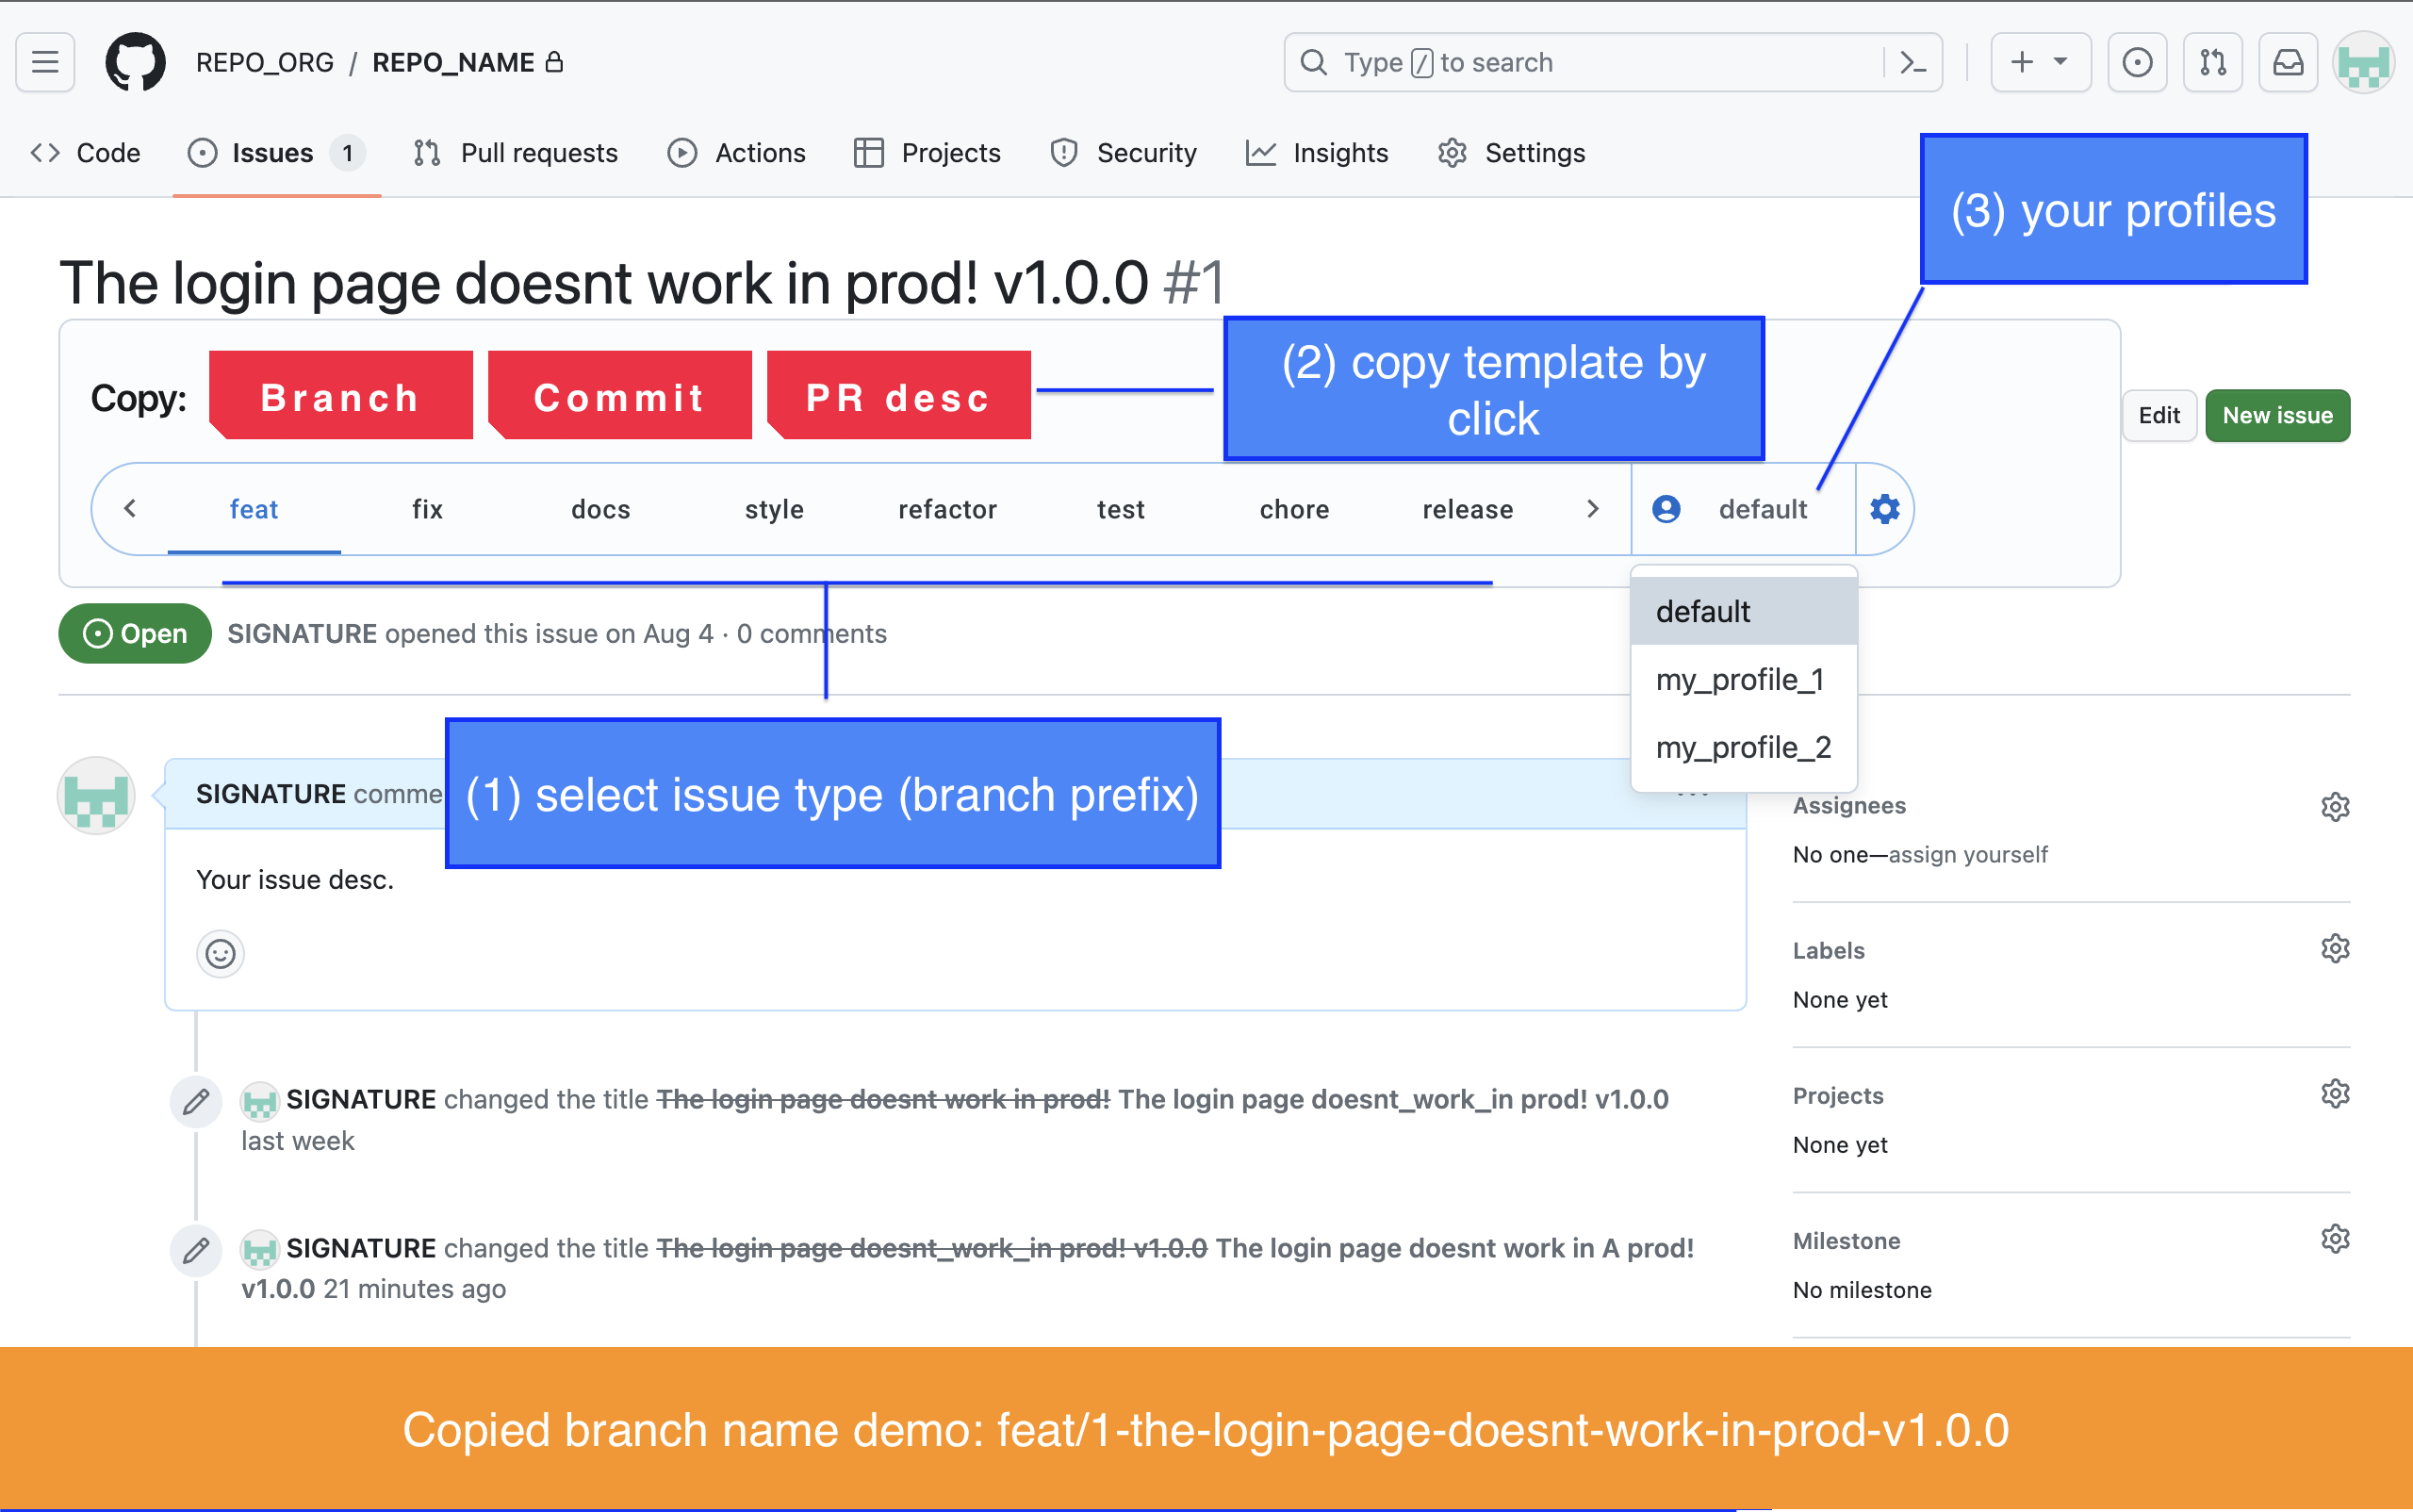 REPO_ORG / REPO_NAME
Type / to search
Code
Issues 1
Pull requests
Actions
Projects
Security
Insights
Settings
(3) your profiles
The login page doesnt work in prod! v1.0.0 #1
Copy:
Branch
Commit
PR desc
(2) copy template by
click
Edit
New issue
feat
fix
docs
style
refactor
test
chore
release
default
default
my_profile_1
my_profile_2
Open
SIGNATURE opened this issue on Aug 4 · 0 comments
(1) select issue type (branch prefix)
SIGNATURE comme
Your issue desc.
Assignees
No one—assign yourself
Labels
None yet
Projects
None yet
Milestone
No milestone
SIGNATURE changed the title The login page doesnt work in prod! The login page doesnt_work_in prod! v1.0.0
last week
SIGNATURE changed the title The login page doesnt_work_in prod! v1.0.0 The login page doesnt work in A prod!
v1.0.0 21 minutes ago
Copied branch name demo: feat/1-the-login-page-doesnt-work-in-prod-v1.0.0